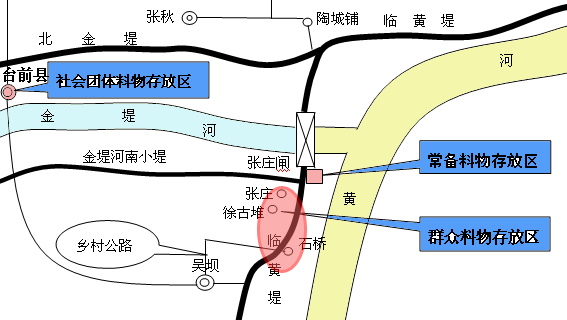 张秋
陶城铺
临黄堤
北金堤
河
台前县
社会团体料物存放区
金堤河
金堤河南小堤
张庄闸
常备料物存放区
张庄
徐古堆
黄
群众料物存放区
乡村公路
临黄堤
石桥
吴坝